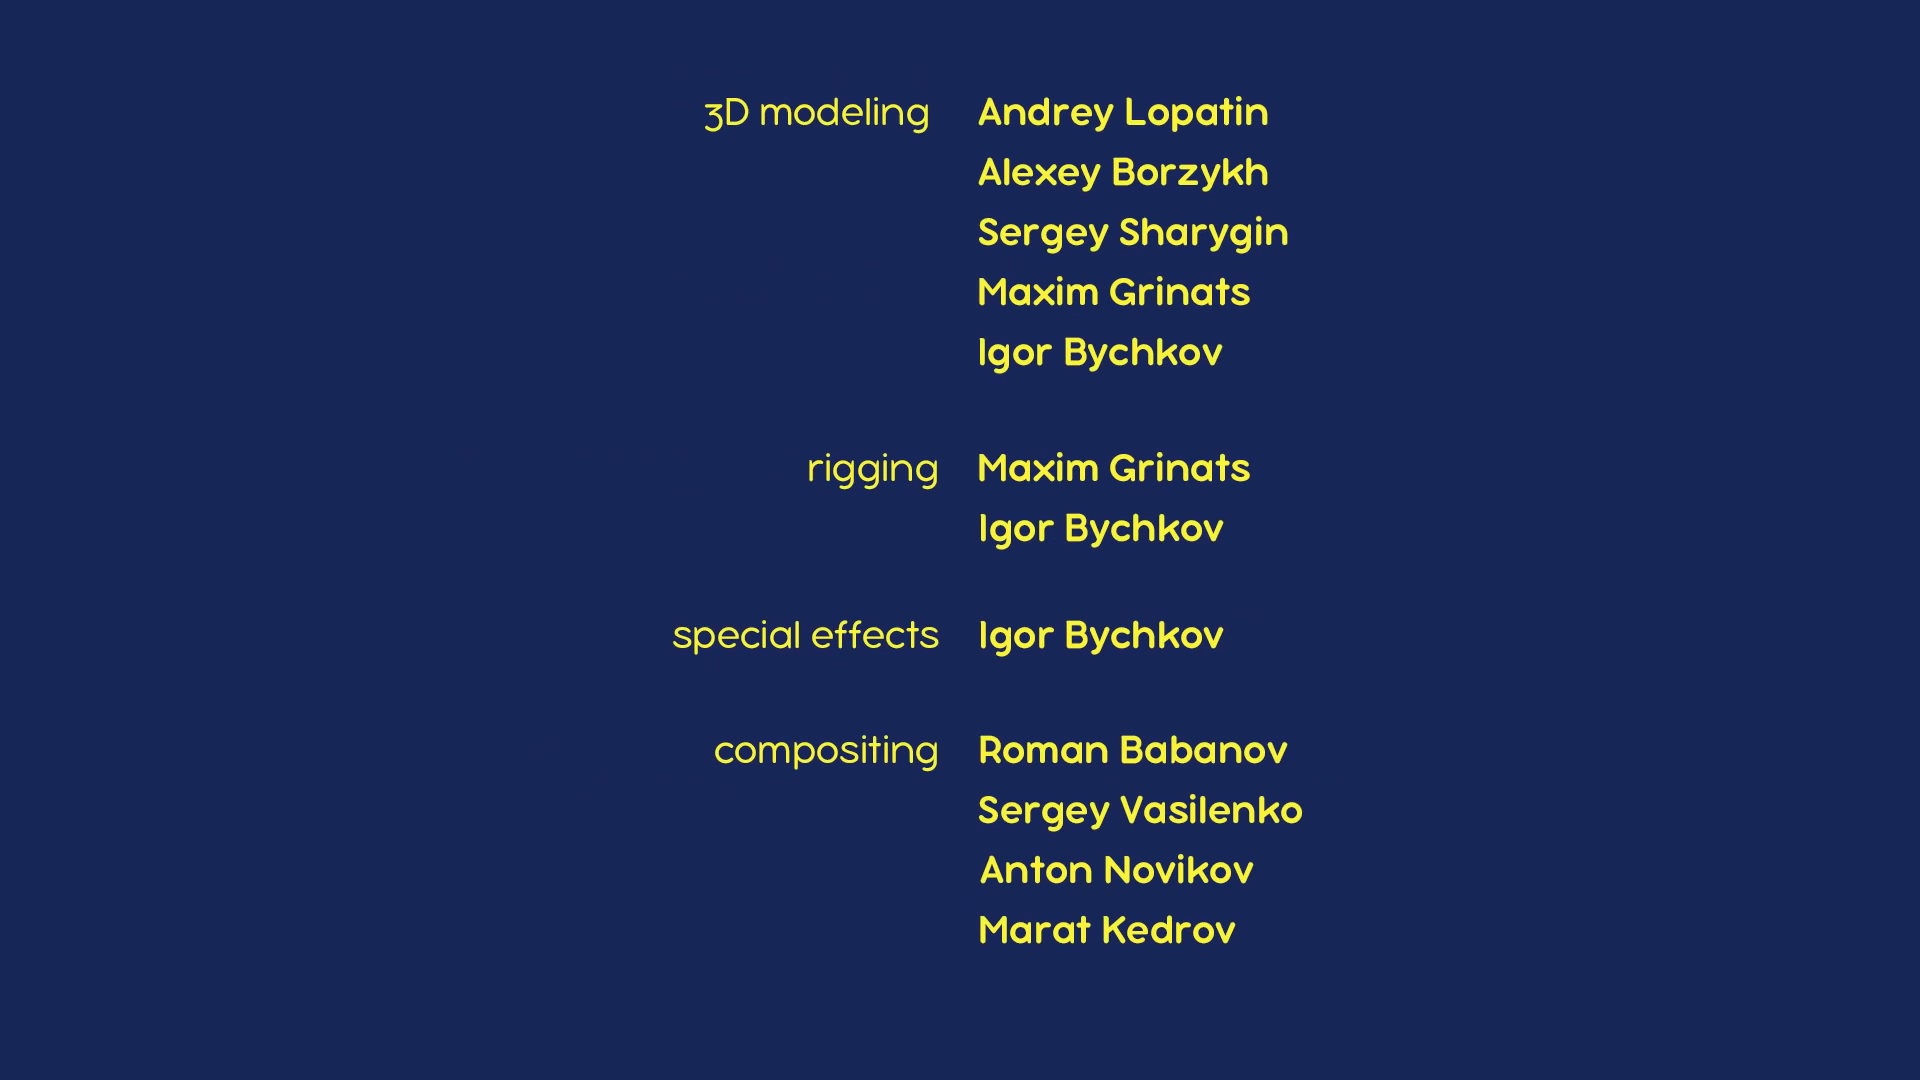 3D modeling Andrey Lopatin
Alexey Borzykh
Sergey Sharygin
Maxim Grinats
Igor Bychkov
rigging Maxim Grinats
Igor Bychkov
special effects Igor Bychkov
compositing Roman Babanov
Sergey Vasilenko
Anton Novikov
Marat Kedrov